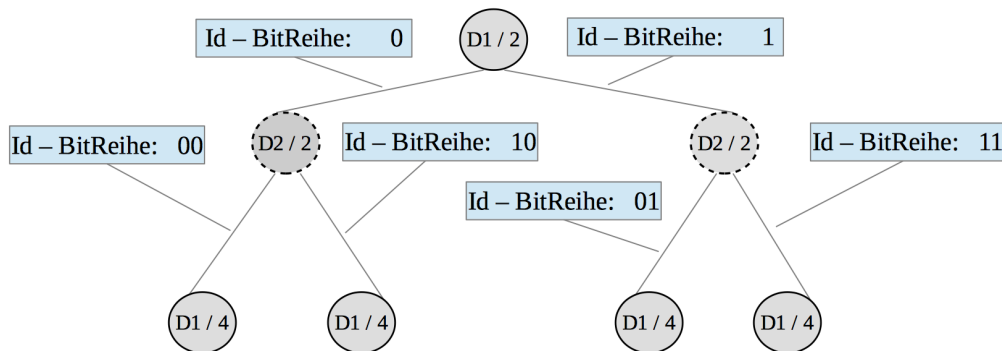 Id – BitReihe: 0
D1 / 2
Id – BitReihe: 1
Id – BitReihe: 00
D2 / 2
Id – BitReihe: 10
D2 / 2
Id – BitReihe: 11
Id – BitReihe: 01
D1 / 4
D1 / 4
D1 / 4
D1 / 4